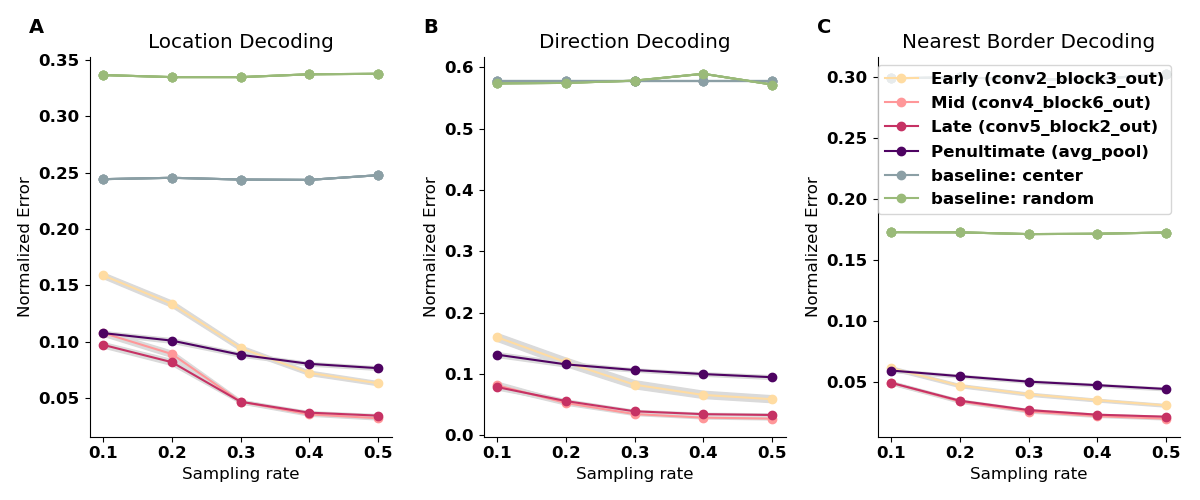 A
Location Decoding
Normalized Error
0.35
0.30
0.25
0.20
0.15
0.10
0.05
0.1 0.2 0.3 0.4 0.5
Sampling rate
B
Direction Decoding
Normalized Error
0.6
0.5
0.4
0.3
0.2
0.1
0.0
0.1 0.2 0.3 0.4 0.5
Sampling rate
C
Nearest Border Decoding
Normalized Error
0.30
0.25
0.20
0.15
0.10
0.05
Early (conv2_block3_out)
Mid (conv4_block6_out)
Late (conv5_block2_out)
Penultimate (avg_pool)
baseline: center
baseline: random
0.1 0.2 0.3 0.4 0.5
Sampling rate